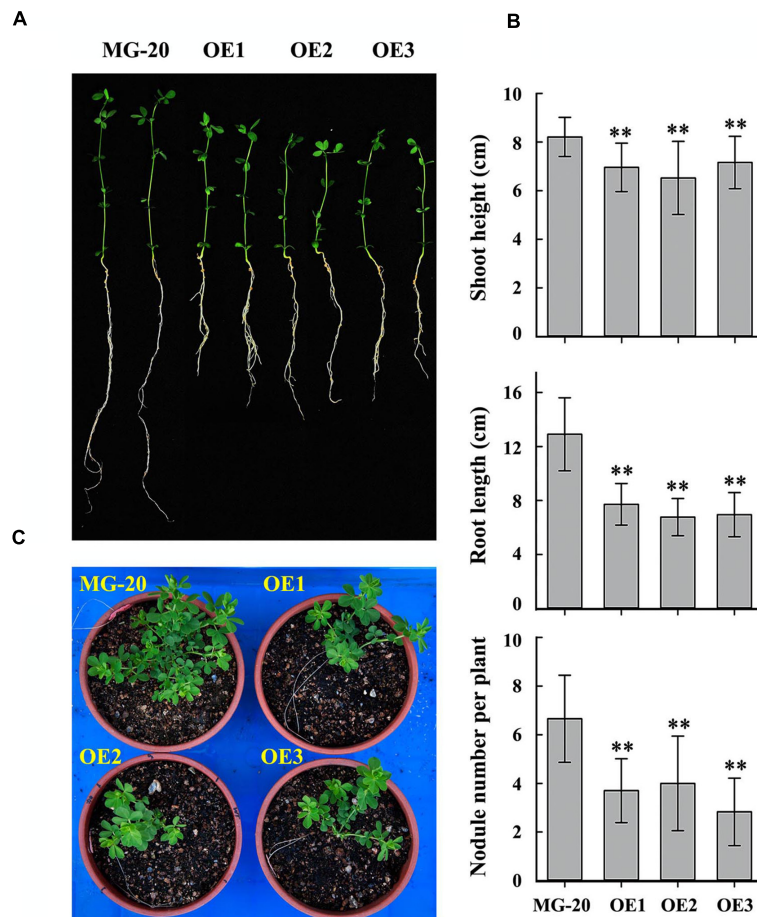 A
MG-20 OE1 OE2 OE3
B
Shoot height (cm)
10
8
6
4
2
0
** ** **
Root length (cm)
16
12
8
4
0
** ** **
Nodule number per plant
10
8
6
4
2
0
** ** **
MG-20 OE1 OE2 OE3
C
MG-20 OE1
OE2 OE3